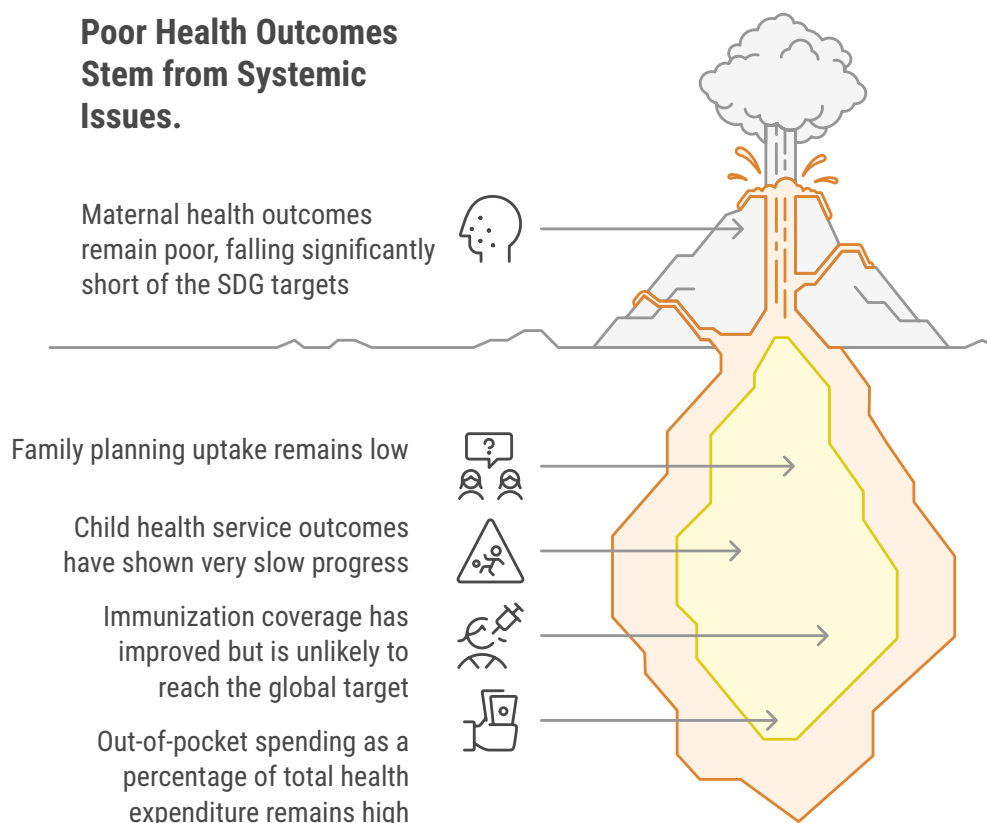 Poor Health Outcomes
Stem from Systemic
Issues.
Maternal health outcomes
remain poor, falling significantly
short of the SDG targets
Family planning uptake remains low
?
Child health service outcomes
have shown very slow progress
Immunization coverage has
improved but is unlikely to
reach the global target
Out-of-pocket spending as a
percentage of total health
expenditure remains high